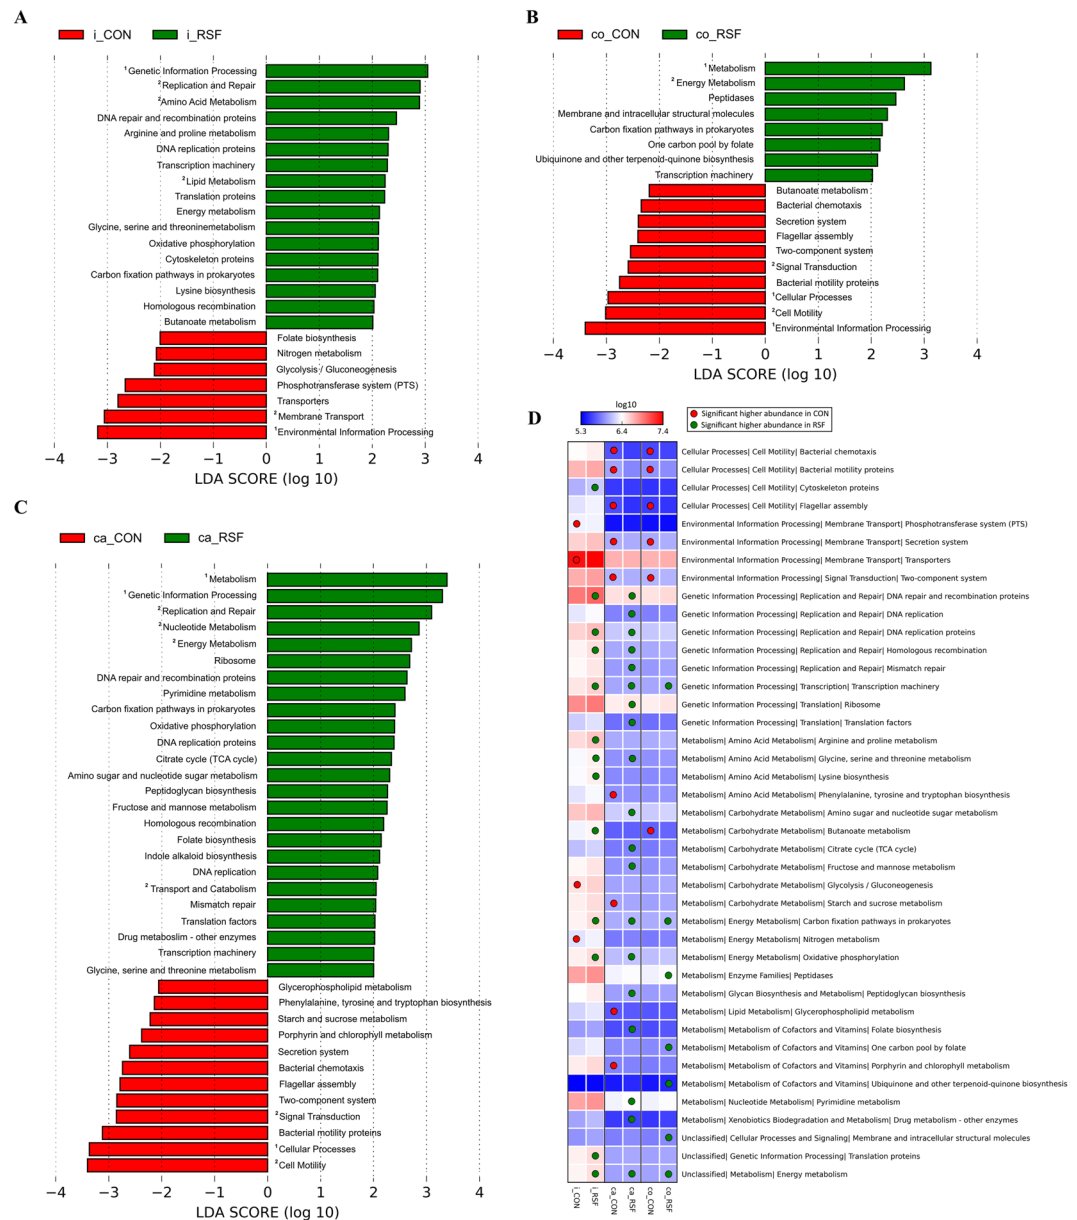 A
i_CON
i_RSF
¹Genetic Information Processing
²Replication and Repair
²Amino Acid Metabolism
DNA repair and recombination proteins
Arginine and proline metabolism
DNA replication proteins
Transcription machinery
²Lipid Metabolism
Translation proteins
Energy metabolism
Glycine, serine and threoninemetabolism
Oxidative phosphorylation
Cytoskeleton proteins
Carbon fixation pathways in prokaryotes
Lysine biosynthesis
Homologous recombination
Butanoate metabolism
Folate biosynthesis
Nitrogen metabolism
Glycolysis / Gluconeogenesis
Phosphotransferase system (PTS)
Transporters
²Membrane Transport
¹Environmental Information Processing
−4 −3 −2 −1 0 1 2 3 4
LDA SCORE (log 10)
B
co_CON
co_RSF
¹Metabolism
²Energy Metabolism
Peptidases
Membrane and intracellular structural molecules
Carbon fixation pathways in prokaryotes
One carbon pool by folate
Ubiquinone and other terpenoid-quinone biosynthesis
Transcription machinery
Butanoate metabolism
Bacterial chemotaxis
Secretion system
Flagellar assembly
Two-component system
²Signal Transduction
Bacterial motility proteins
¹Cellular Processes
²Cell Motility
¹Environmental Information Processing
−4 −3 −2 −1 0 1 2 3 4
LDA SCORE (log 10)
C
ca_CON
ca_RSF
¹Metabolism
¹Genetic Information Processing
²Replication and Repair
²Nucleotide Metabolism
²Energy Metabolism
Ribosome
DNA repair and recombination proteins
Pyrimidine metabolism
Carbon fixation pathways in prokaryotes
Oxidative phosphorylation
DNA replication proteins
Citrate cycle (TCA cycle)
Amino sugar and nucleotide sugar metabolism
Peptidoglycan biosynthesis
Fructose and mannose metabolism
Homologous recombination
Folate biosynthesis
Indole alkaloid biosynthesis
DNA replication
²Transport and Catabolism
Mismatch repair
Translation factors
Drug metaboslim - other enzymes
Transcription machinery
Glycine, serine and threonine metabolism
Glycerophospholipid metabolism
Phenylalanine, tyrosine and tryptophan biosynthesis
Starch and sucrose metabolism
Porphyrin and chlorophyll metabolism
Secretion system
Bacterial chemotaxis
Flagellar assembly
Two-component system
²Signal Transduction
Bacterial motility proteins
¹Cellular Processes
²Cell Motility
−4 −3 −2 −1 0 1 2 3 4
LDA SCORE (log 10)
D
log10
5.3 6.4 7.4
Significant higher abundance in CON
Significant higher abundance in RSF
Cellular Processes| Cell Motility| Bacterial chemotaxis
Cellular Processes| Cell Motility| Bacterial motility proteins
Cellular Processes| Cell Motility| Cytoskeleton proteins
Cellular Processes| Cell Motility| Flagellar assembly
Environmental Information Processing| Membrane Transport| Phosphotransferase system (PTS)
Environmental Information Processing| Membrane Transport| Secretion system
Environmental Information Processing| Membrane Transport| Transporters
Environmental Information Processing| Signal Transduction| Two-component system
Genetic Information Processing| Replication and Repair| DNA repair and recombination proteins
Genetic Information Processing| Replication and Repair| DNA replication
Genetic Information Processing| Replication and Repair| DNA replication proteins
Genetic Information Processing| Replication and Repair| Homologous recombination
Genetic Information Processing| Replication and Repair| Mismatch repair
Genetic Information Processing| Transcription| Transcription machinery
Genetic Information Processing| Translation| Ribosome
Genetic Information Processing| Translation| Translation factors
Metabolism| Amino Acid Metabolism| Arginine and proline metabolism
Metabolism| Amino Acid Metabolism| Glycine, serine and threonine metabolism
Metabolism| Amino Acid Metabolism| Lysine biosynthesis
Metabolism| Amino Acid Metabolism| Phenylalanine, tyrosine and tryptophan biosynthesis
Metabolism| Carbohydrate Metabolism| Amino sugar and nucleotide sugar metabolism
Metabolism| Carbohydrate Metabolism| Butanoate metabolism
Metabolism| Carbohydrate Metabolism| Citrate cycle (TCA cycle)
Metabolism| Carbohydrate Metabolism| Fructose and mannose metabolism
Metabolism| Carbohydrate Metabolism| Glycolysis / Gluconeogenesis
Metabolism| Carbohydrate Metabolism| Starch and sucrose metabolism
Metabolism| Energy Metabolism| Carbon fixation pathways in prokaryotes
Metabolism| Energy Metabolism| Nitrogen metabolism
Metabolism| Energy Metabolism| Oxidative phosphorylation
Metabolism| Enzyme Families| Peptidases
Metabolism| Glycan Biosynthesis and Metabolism| Peptidoglycan biosynthesis
Metabolism| Lipid Metabolism| Glycerophospholipid metabolism
Metabolism| Metabolism of Cofactors and Vitamins| Folate biosynthesis
Metabolism| Metabolism of Cofactors and Vitamins| One carbon pool by folate
Metabolism| Metabolism of Cofactors and Vitamins| Porphyrin and chlorophyll metabolism
Metabolism| Metabolism of Cofactors and Vitamins| Ubiquinone and other terpenoid-quinone biosynthesis
Metabolism| Nucleotide Metabolism| Pyrimidine metabolism
Metabolism| Xenobiotics Biodegradation and Metabolism| Drug metabolism - other enzymes
Unclassified| Cellular Processes and Signaling| Membrane and intracellular structural molecules
Unclassified| Genetic Information Processing| Translation proteins
Unclassified| Metabolism| Energy metabolism
i_CON
i_RSF
ca_CON
ca_RSF
co_CON
co_RSF